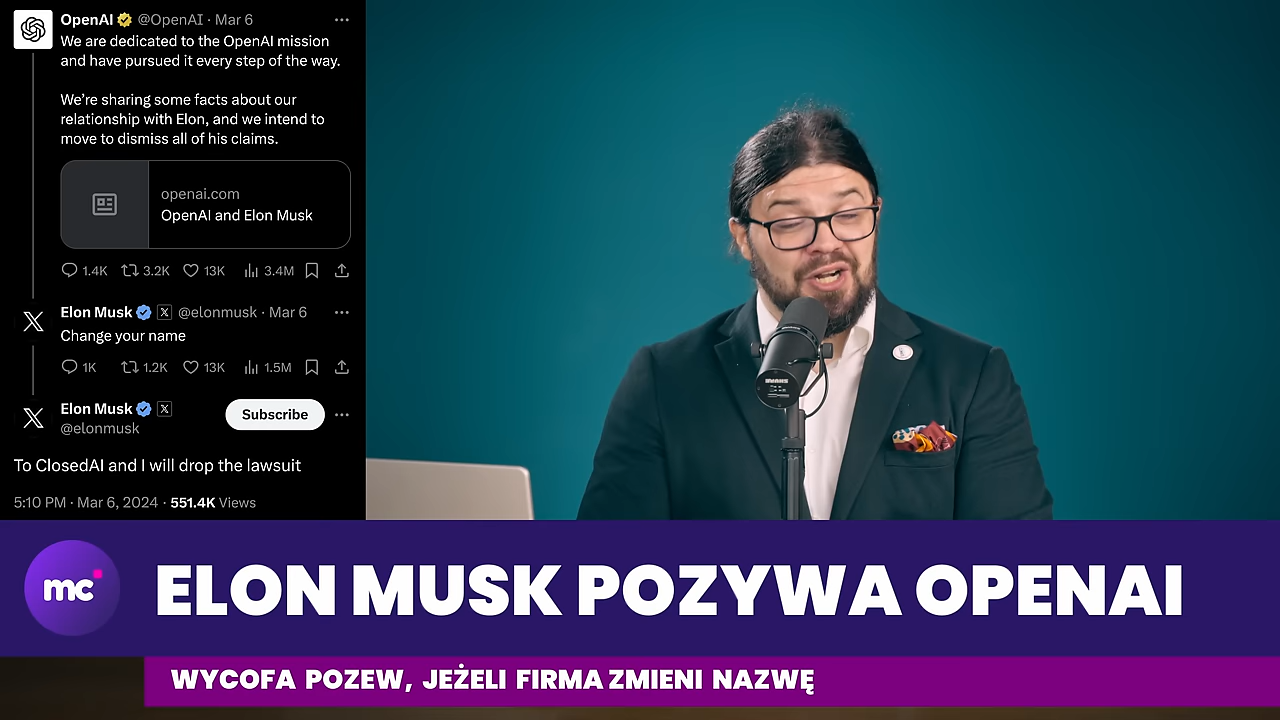 OpenAI @OpenAI · Mar 6
We are dedicated to the OpenAI mission
and have pursued it every step of the way.
We're sharing some facts about our
relationship with Elon, and we intend to
move to dismiss all of his claims.
openai.com
OpenAI and Elon Musk
1.4K 3.2K 13K 3.4M
Elon Musk X @elonmusk · Mar 6
Change your name
1K 1.2K 13K 1.5M
Elon Musk X
@elonmusk
Subscribe
To ClosedAI and I will drop the lawsuit
5:10 PM · Mar 6, 2024 · 551.4K Views
mc
ELON MUSK POZYWA OPENAI
WYCOFA POZEW, JEŻELI FIRMA ZMIENI NAZWĘ